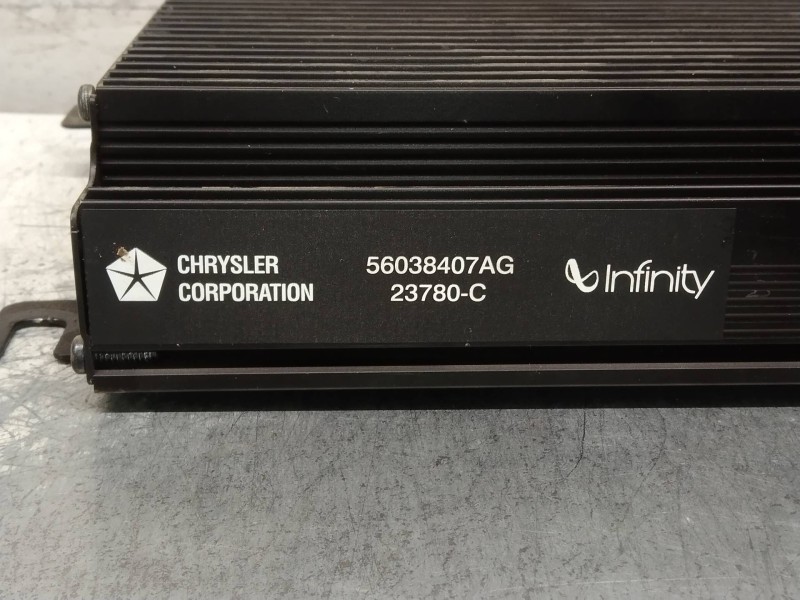 CHRYSLER
CORPORATION
56038407AG
23780-C
Infinity